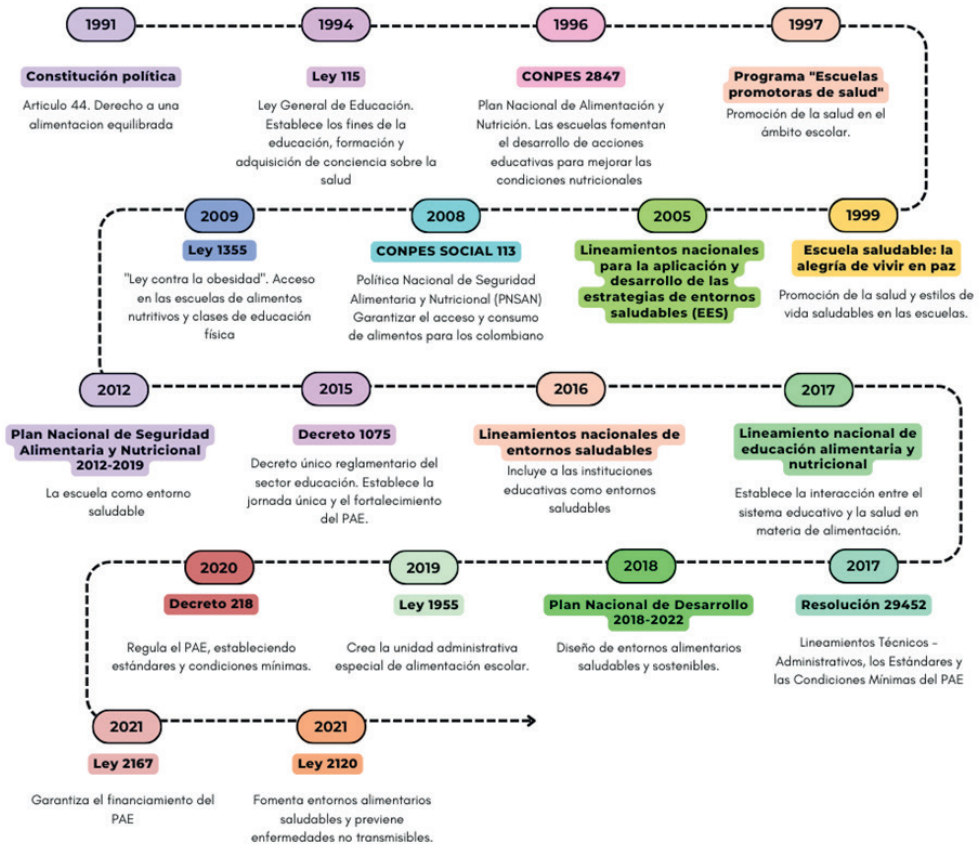 1991
Constitución política
Articulo 44. Derecho a una
alimentacion equilibrada
1994
Ley 115
Ley General de Educación.
Establece los fines de la
educación, formación y
adquisición de conciencia sobre la
salud
1996
CONPES 2847
Plan Nacional de Alimentación y
Nutrición. Las escuelas fomentan
el desarrollo de acciones
educativas para mejorar las
condiciones nutricionales
1997
Programa "Escuelas
promotoras de salud"
Promoción de la salud en el
ámbito escolar.
1999
Escuela saludable: la
alegría de vivir en paz
Promoción de la salud y estilos de
vida saludables en las escuelas.
2005
Lineamientos nacionales
para la aplicación y
desarrollo de las
estrategias de entornos
saludables (EES)
2008
CONPES SOCIAL 113
Política Nacional de Seguridad
Alimentaria y Nutricional (PNSAN)
Garantizar el acceso y consumo
de alimentos para los colombiano
2009
Ley 1355
"Ley contra la obesidad". Acceso
en las escuelas de alimentos
nutritivos y clases de educación
física
2012
Plan Nacional de Seguridad
Alimentaria y Nutricional
2012-2019
La escuela como entorno
saludable
2015
Decreto 1075
Decreto único reglamentario del
sector educación. Establece la
jornada única y el fortalecimiento
del PAE.
2016
Lineamientos nacionales de
entornos saludables
Incluye a las instituciones
educativas como entornos
saludables
2017
Lineamiento nacional de
educación alimentaria y
nutricional
Establece la interacción entre el
sistema educativo y la salud en
materia de alimentación.
2017
Resolución 29452
Lineamientos Técnicos -
Administrativos, los Estándares y
las Condiciones Mínimas del PAE
2018
Plan Nacional de Desarrollo
2018-2022
Diseño de entornos alimentarios
saludables y sostenibles.
2019
Ley 1955
Crea la unidad administrativa
especial de alimentación escolar.
2020
Decreto 218
Regula el PAE, estableciendo
estándares y condiciones mínimas.
2021
Ley 2167
Garantiza el financiamiento del
PAE
2021
Ley 2120
Fomenta entornos alimentarios
saludables y previene
enfermedades no transmisibles.